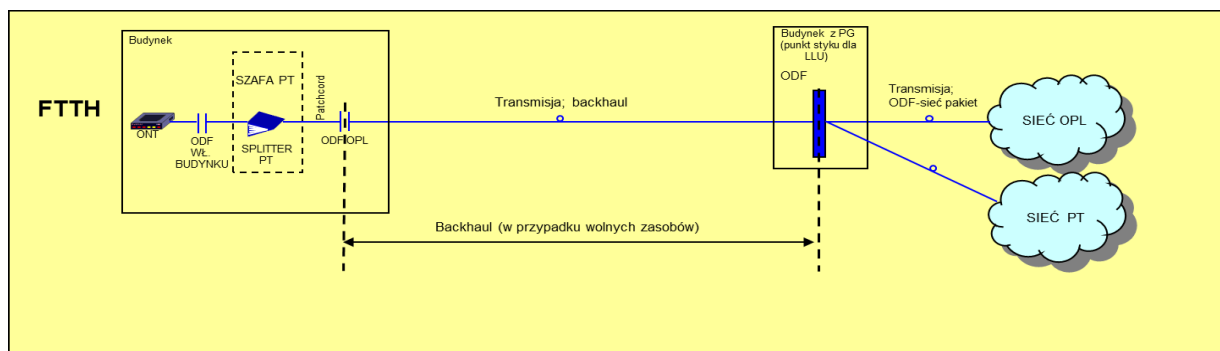 Budynek
SZAFA PT
Patchcord
FTTH
ONT
ODF
WŁ.
BUDYNKU
SPLITTER
PT
ODF OPL
Transmisja; backhaul
Budynek z PG
(punkt styku dla
LLU)
ODF
Transmisja;
ODF-sieć pakiet
SIEĆ OPL
SIEĆ PT
Backhaul (w przypadku wolnych zasobów)